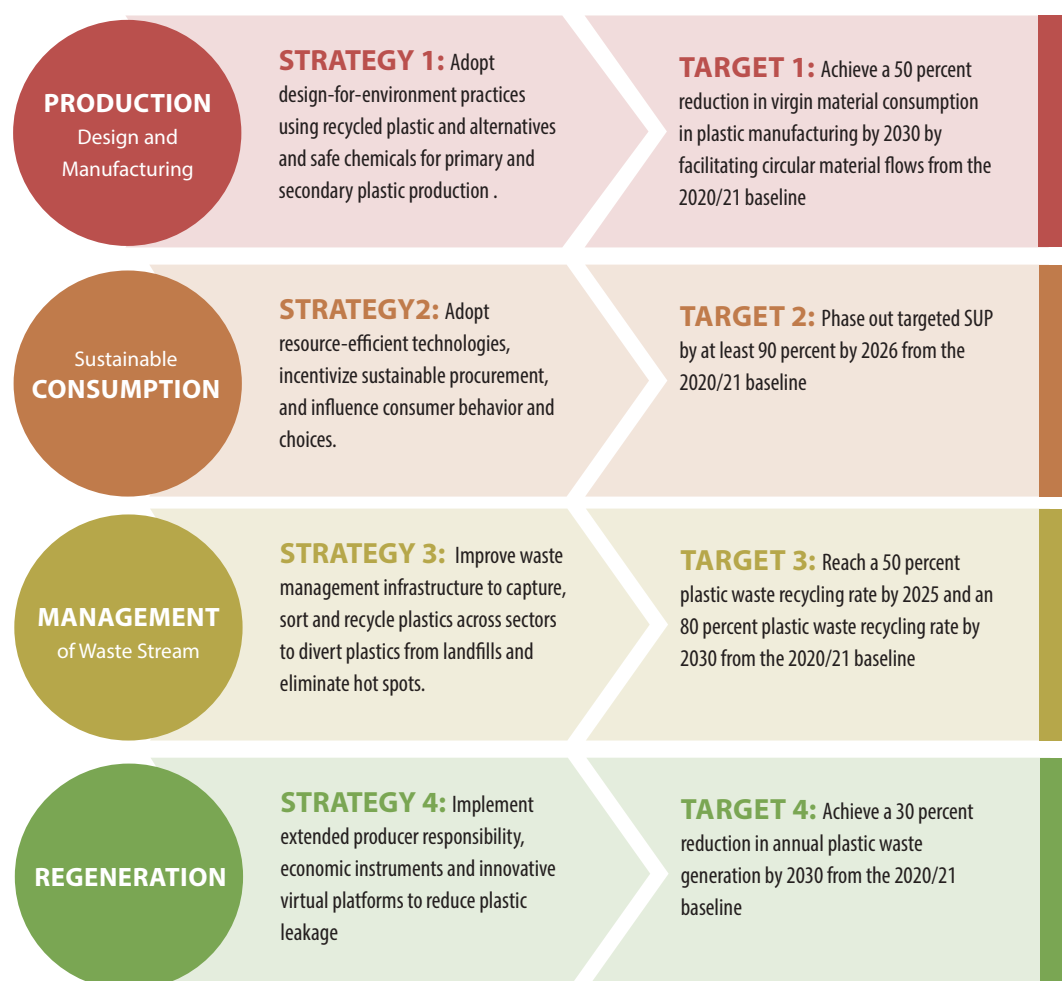 PRODUCTION
Design and
Manufacturing
STRATEGY 1: Adopt
design-for-environment practices
using recycled plastic and alternatives
and safe chemicals for primary and
secondary plastic production .
TARGET 1: Achieve a 50 percent
reduction in virgin material consumption
in plastic manufacturing by 2030 by
facilitating circular material flows from the
2020/21 baseline
Sustainable
CONSUMPTION
STRATEGY2: Adopt
resource-efficient technologies,
incentivize sustainable procurement,
and influence consumer behavior and
choices.
TARGET 2: Phase out targeted SUP
by at least 90 percent by 2026 from the
2020/21 baseline
MANAGEMENT
of Waste Stream
STRATEGY 3: Improve waste
management infrastructure to capture,
sort and recycle plastics across sectors
to divert plastics from landfills and
eliminate hot spots.
TARGET 3: Reach a 50 percent
plastic waste recycling rate by 2025 and an
80 percent plastic waste recycling rate by
2030 from the 2020/21 baseline
REGENERATION
STRATEGY 4: Implement
extended producer responsibility,
economic instruments and innovative
virtual platforms to reduce plastic
leakage
TARGET 4: Achieve a 30 percent
reduction in annual plastic waste
generation by 2030 from the 2020/21
baseline